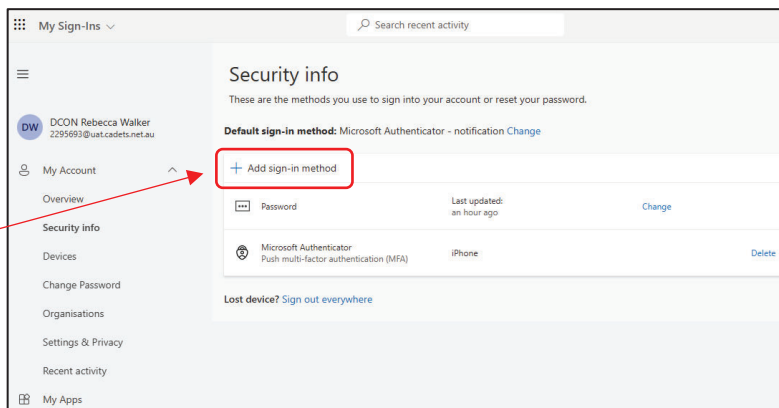 My Sign-Ins
Search recent activity
DW
DCON Rebecca Walker
2295693@uat.cadets.net.au
My Account
Overview
Security info
Devices
Change Password
Organisations
Settings & Privacy
Recent activity
My Apps
Security info
These are the methods you use to sign into your account or reset your password.
Default sign-in method: Microsoft Authenticator - notification Change
+ Add sign-in method
Password
Last updated:
an hour ago
Change
Microsoft Authenticator
Push multi-factor authentication (MFA)
iPhone
Delete
Lost device? Sign out everywhere